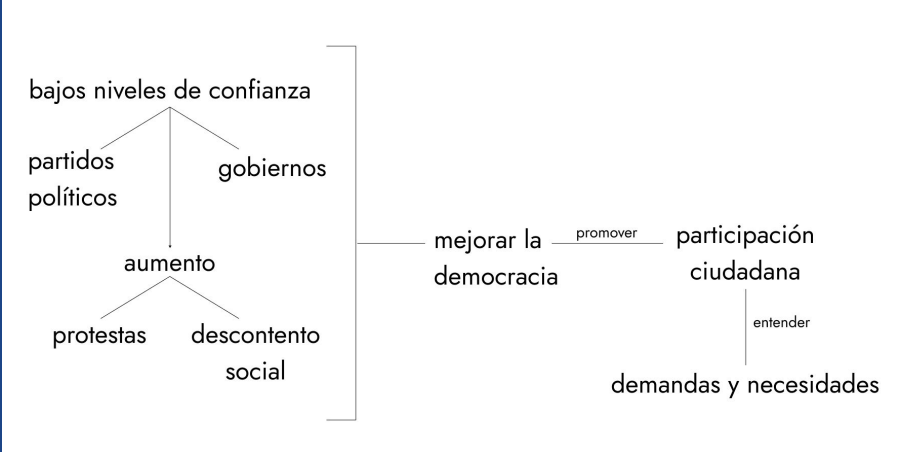 bajos niveles de confianza
partidos
políticos
gobiernos
aumento
protestas
descontento
social
mejorar la
democracia
promover
participación
ciudadana
entender
demandas y necesidades